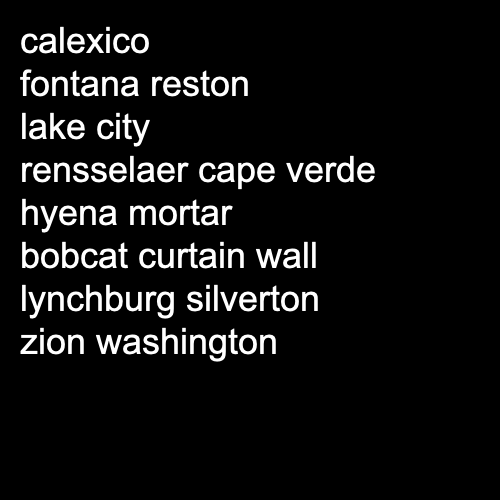 calexico
fontana reston
lake city
rensselaer cape verde
hyena mortar
bobcat curtain wall
lynchburg silverton
zion washington